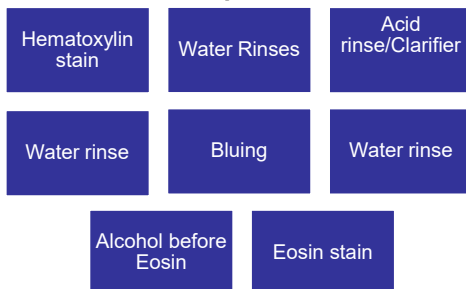 Hematoxylin
stain
Water Rinses
Acid
rinse/Clarifier
Water rinse
Bluing
Water rinse
Alcohol before
Eosin
Eosin stain